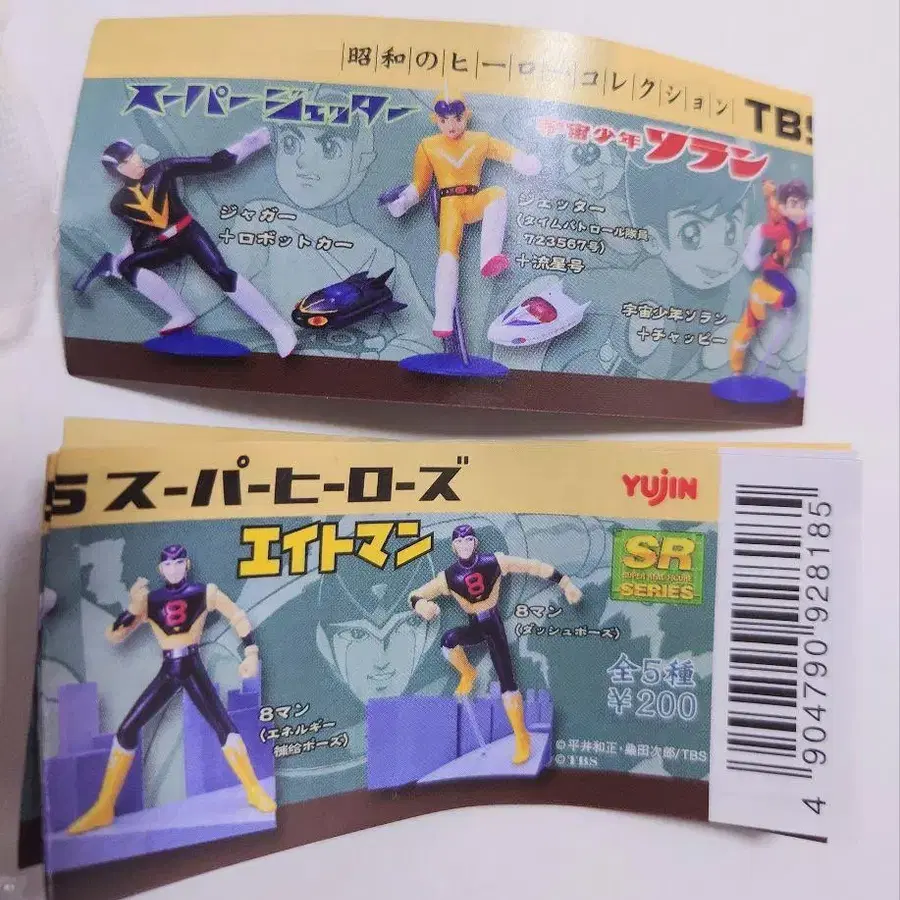 昭和のヒーローコレクション TBS
スーパージェッター
宇宙少年ソラン
ジャガー
+ロボットカー
ジェッター
(タイムパトロール隊員
723567号)
+流星号
宇宙少年ソラン
+チャッピー
S スーパーヒーローズ
YUJIN
エイトマン
SR
SUPER REAL FIGURE
SERIES
8
8
8マン
(ダッシュポーズ)
8マン
(エネルギー
補給ポーズ)
全5種
¥200
©平井和正・桑田次郎/TBS
©TBS
4904790928185